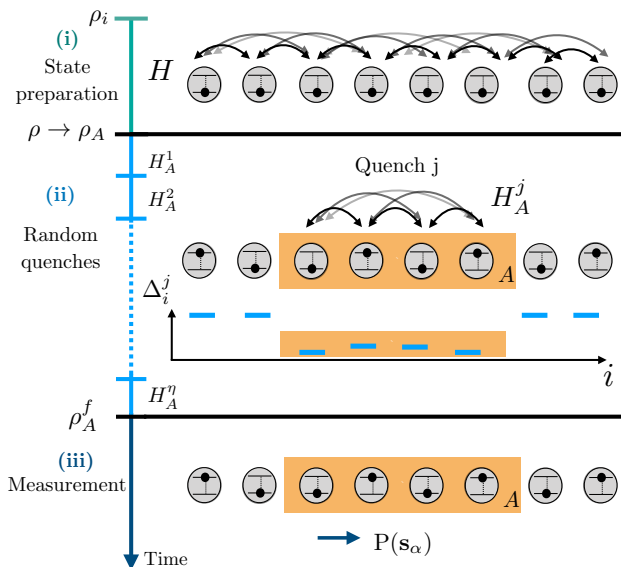 ρ_i
(i)
State
preparation
H
ρ → ρ_A
H_A^1
Quench j
H_A^2
H_A^j
(ii)
Random
quenches
A
Δ_i^j
i
H_A^η
ρ_A^f
(iii)
Measurement
A
P(s_α)
Time